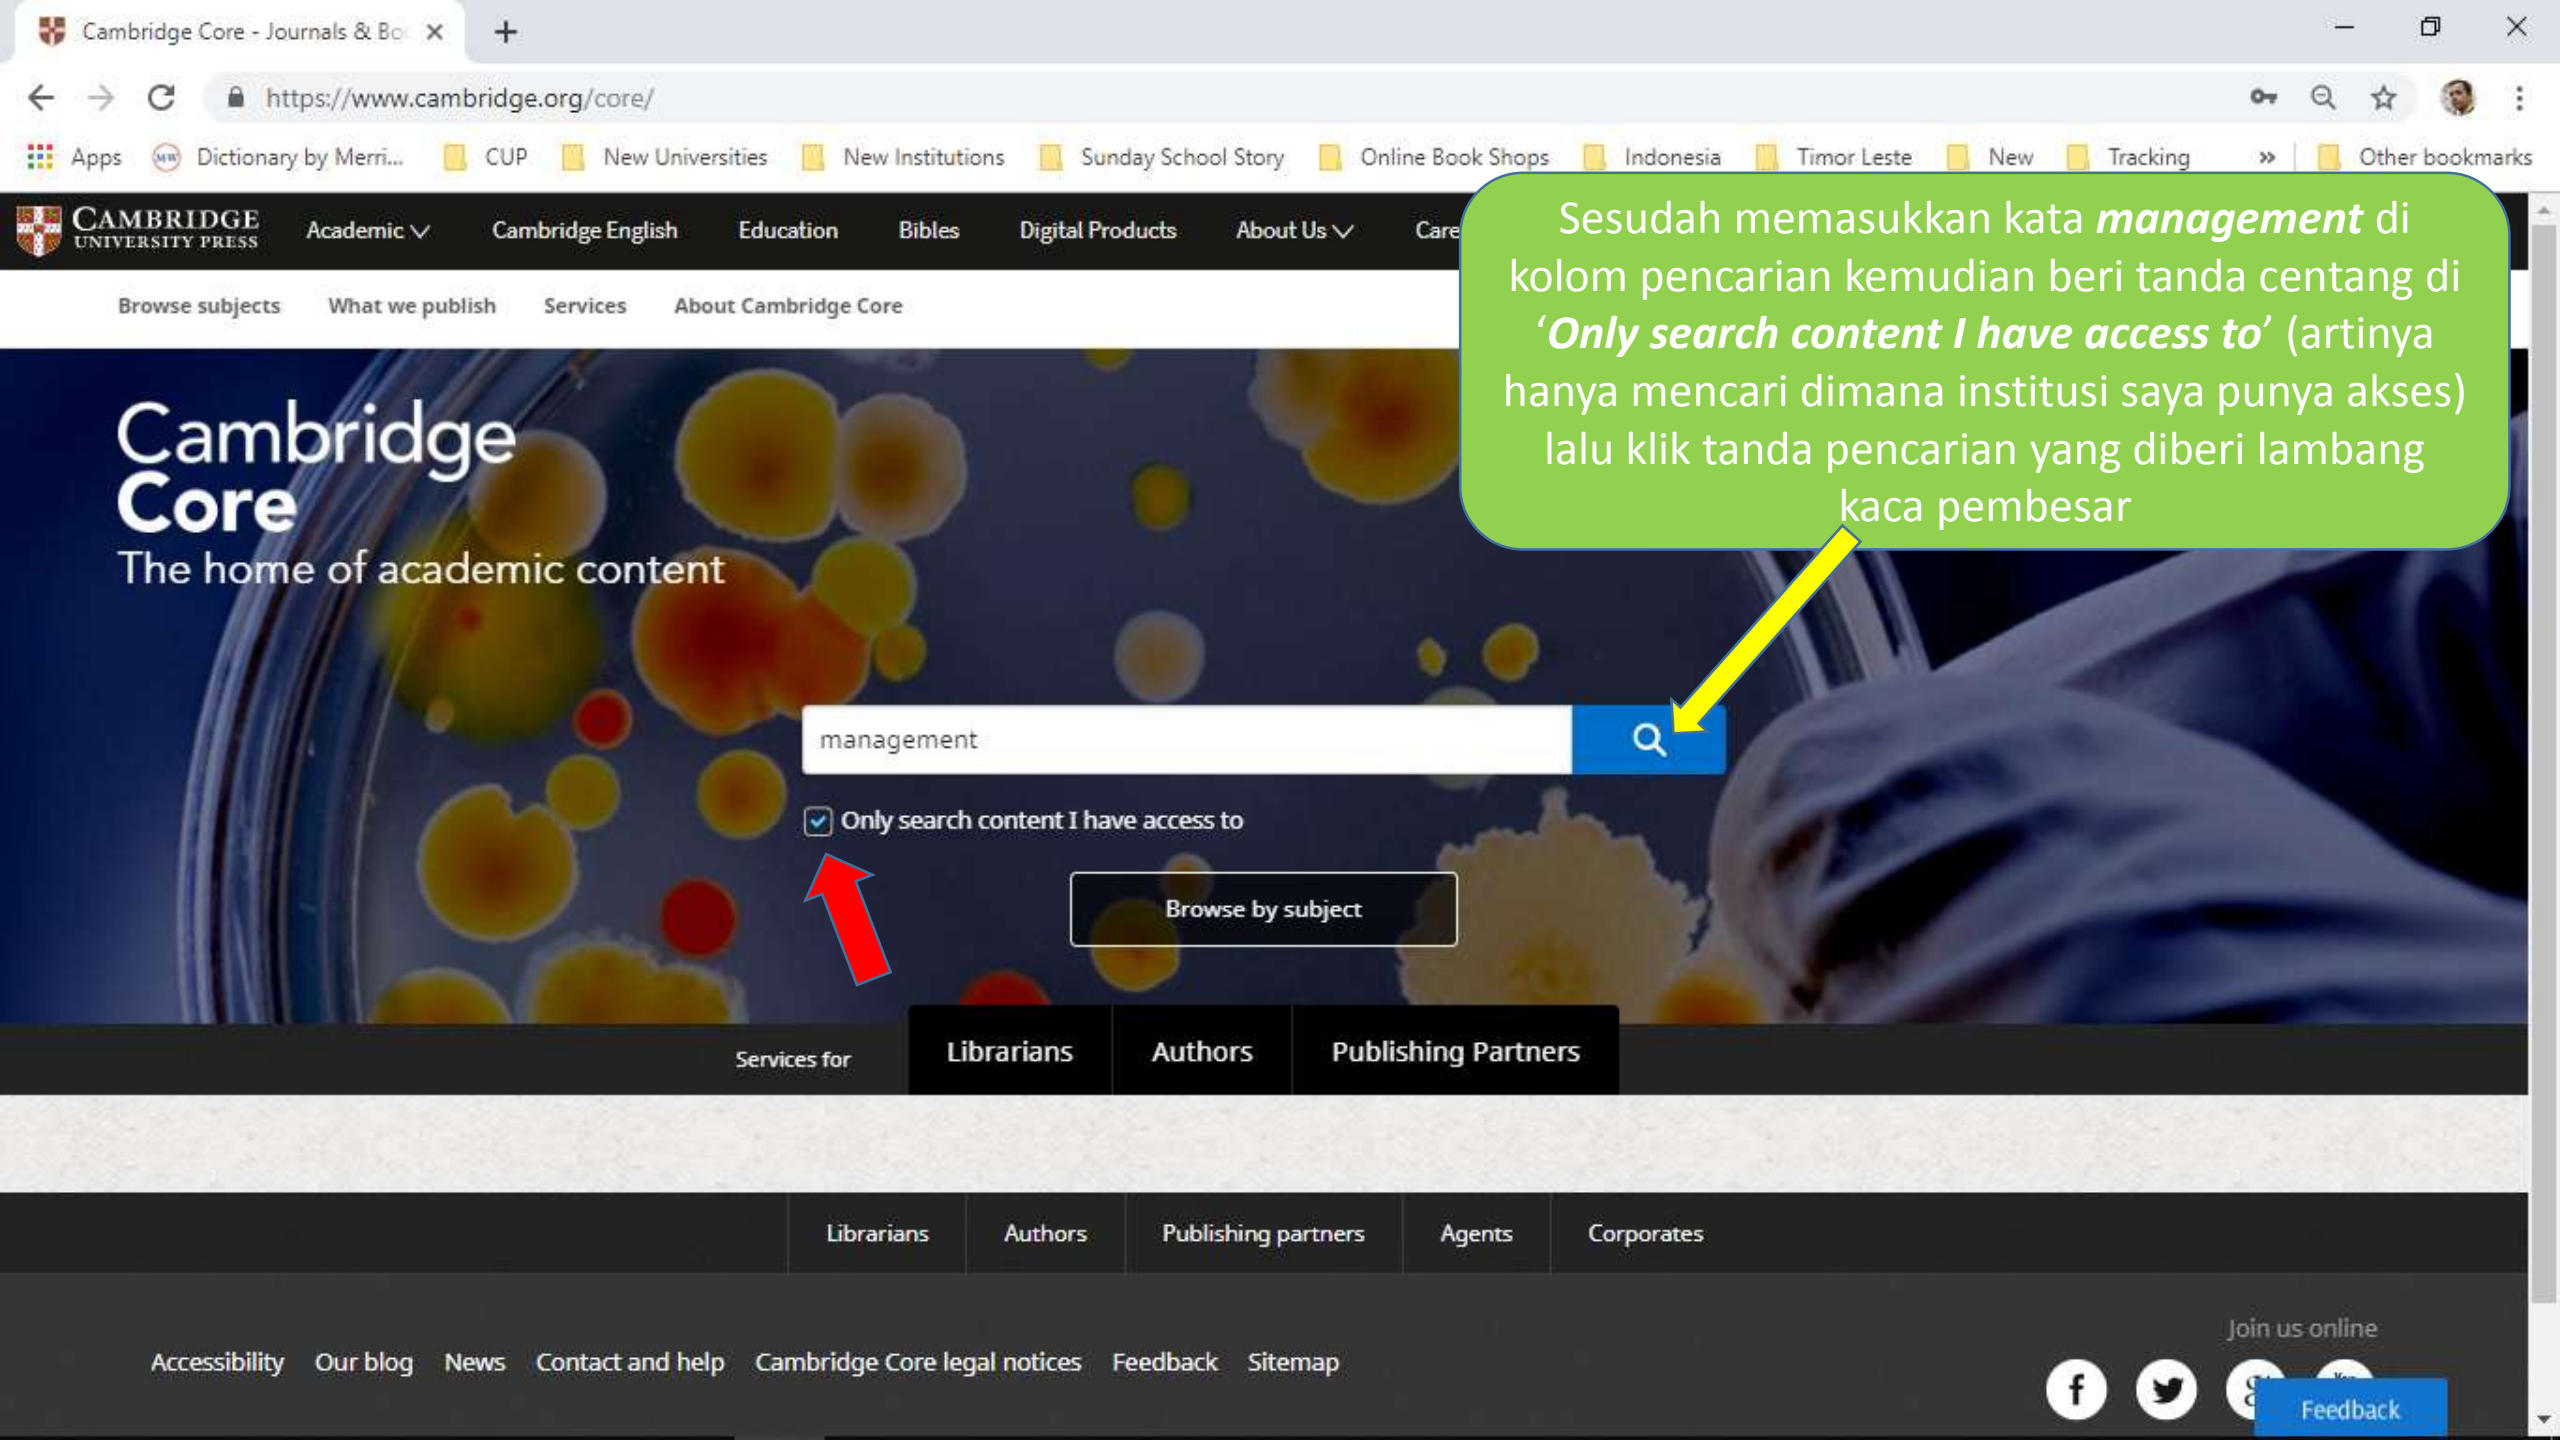 Cambridge Core - Journals & Bo
https://www.cambridge.org/core/
Apps Dictionary by Merri... CUP New Universities New Institutions Sunday School Story Online Book Shops Indonesia Timor Leste New Tracking » Other bookmarks
CAMBRIDGE
UNIVERSITY PRESS
Academic Cambridge English Education Bibles Digital Products About Us Care
Browse subjects What we publish Services About Cambridge Core
Sesudah memasukkan kata management di
kolom pencarian kemudian beri tanda centang di
‘Only search content I have access to’ (artinya
hanya mencari dimana institusi saya punya akses)
lalu klik tanda pencarian yang diberi lambang
kaca pembesar
Cambridge
Core
The home of academic content
management
Only search content I have access to
Browse by subject
Services for Librarians Authors Publishing Partners
Librarians Authors Publishing partners Agents Corporates
Join us online
Accessibility Our blog News Contact and help Cambridge Core legal notices Feedback Sitemap
Feedback